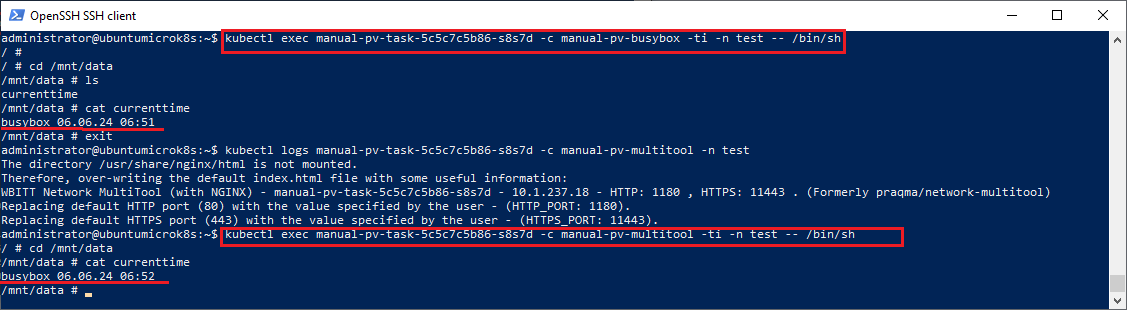 OpenSSH SSH client
administrator@ubuntumicrok8s:~$ kubectl exec manual-pv-task-5c5c7c5b86-s8s7d -c manual-pv-busybox -ti -n test -- /bin/sh
/ #
/ # cd /mnt/data
/mnt/data # ls
currenttime
/mnt/data # cat currenttime
busybox 06.06.24 06:51
/mnt/data # exit
administrator@ubuntumicrok8s:~$ kubectl logs manual-pv-task-5c5c7c5b86-s8s7d -c manual-pv-multitool -n test
The directory /usr/share/nginx/html is not mounted.
Therefore, over-writing the default index.html file with some useful information:
WBITT Network MultiTool (with NGINX) - manual-pv-task-5c5c7c5b86-s8s7d - 10.1.237.18 - HTTP: 1180 , HTTPS: 11443 . (Formerly praqma/network-multitool)
Replacing default HTTP port (80) with the value specified by the user - (HTTP_PORT: 1180).
Replacing default HTTPS port (443) with the value specified by the user - (HTTPS_PORT: 11443).
administrator@ubuntumicrok8s:~$ kubectl exec manual-pv-task-5c5c7c5b86-s8s7d -c manual-pv-multitool -ti -n test -- /bin/sh
/ # cd /mnt/data
/mnt/data # cat currenttime
busybox 06.06.24 06:52
/mnt/data #